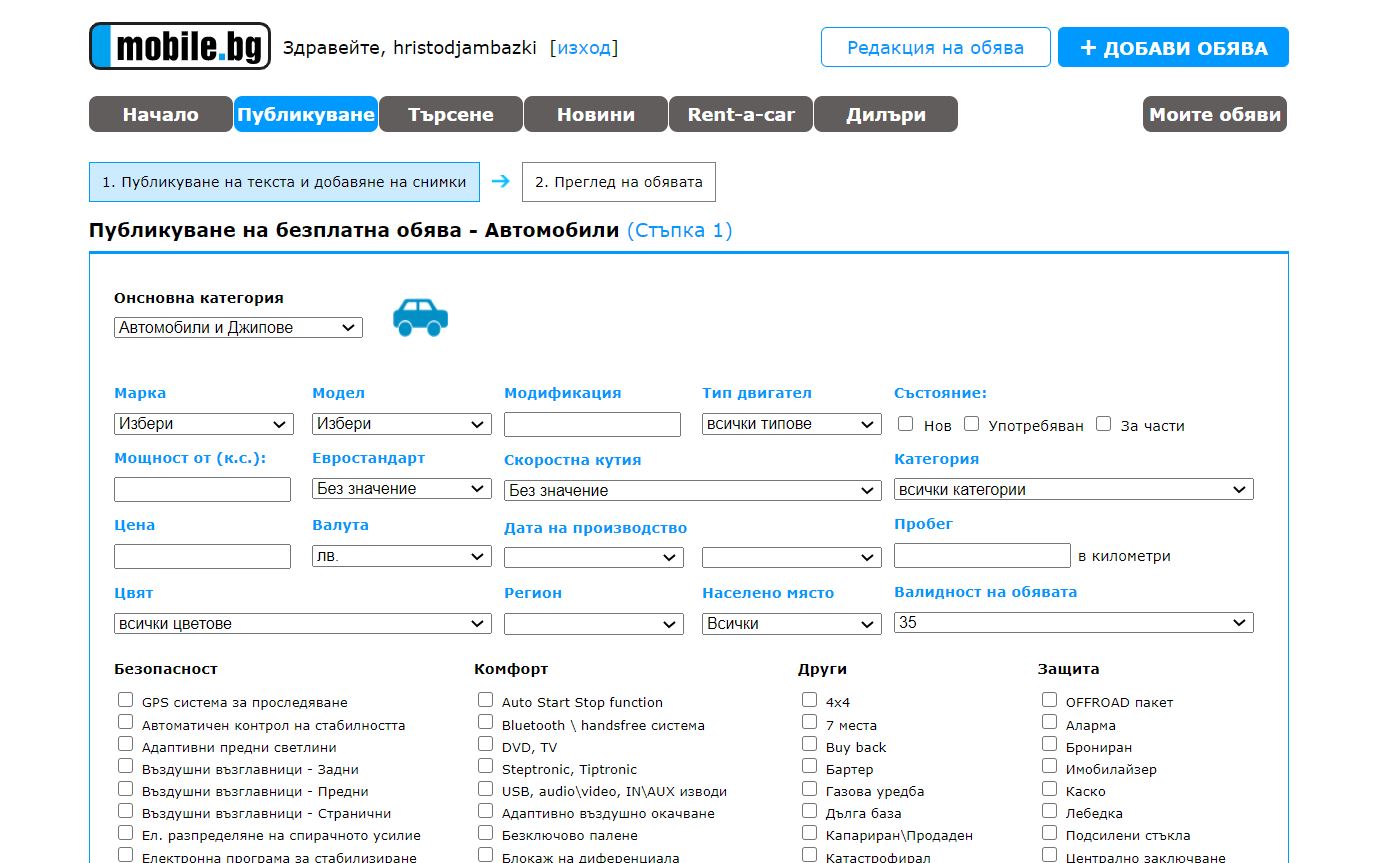 mobile.bg Здравейте, hristodjambazki [изход] Редакция на обява + ДОБАВИ ОБЯВА
Начало Публикуване Търсене Новини Rent-a-car Дилъри Моите обяви
1. Публикуване на текста и добавяне на снимки → 2. Преглед на обявата
Публикуване на безплатна обява - Автомобили (Стъпка 1)
Онсновна категория
Автомобили и Джипове
Марка Модел Модификация Тип двигател Състояние:
Избери Избери всички типове Нов Употребяван За части
Мощност от (к.с.): Евростандарт Скоростна кутия Категория
Без значение Без значение всички категории
Цена Валута Дата на производство Пробег
лв. в километри
Цвят Регион Населено място Валидност на обявата
всички цветове Всички 35
Безопасност Комфорт Други Защита
GPS система за проследяване Auto Start Stop function 4x4 OFFROAD пакет
Автоматичен контрол на стабилността Bluetooth \ handsfree система 7 места Аларма
Адаптивни предни светлини DVD, TV Buy back Брониран
Въздушни възглавници - Задни Steptronic, Tiptronic Бартер Имобилайзер
Въздушни възглавници - Предни USB, audio\video, IN\AUX изводи Газова уредба Каско
Въздушни възглавници - Странични Адаптивно въздушно окачване Дълга база Лебедка
Ел. разпределяне на спирачното усилие Безключово палене Капариран\Продаден Подсилени стъкла
Електронна програма за стабилизиране Блокаж на диференциала Катастрофирал Централно заключване